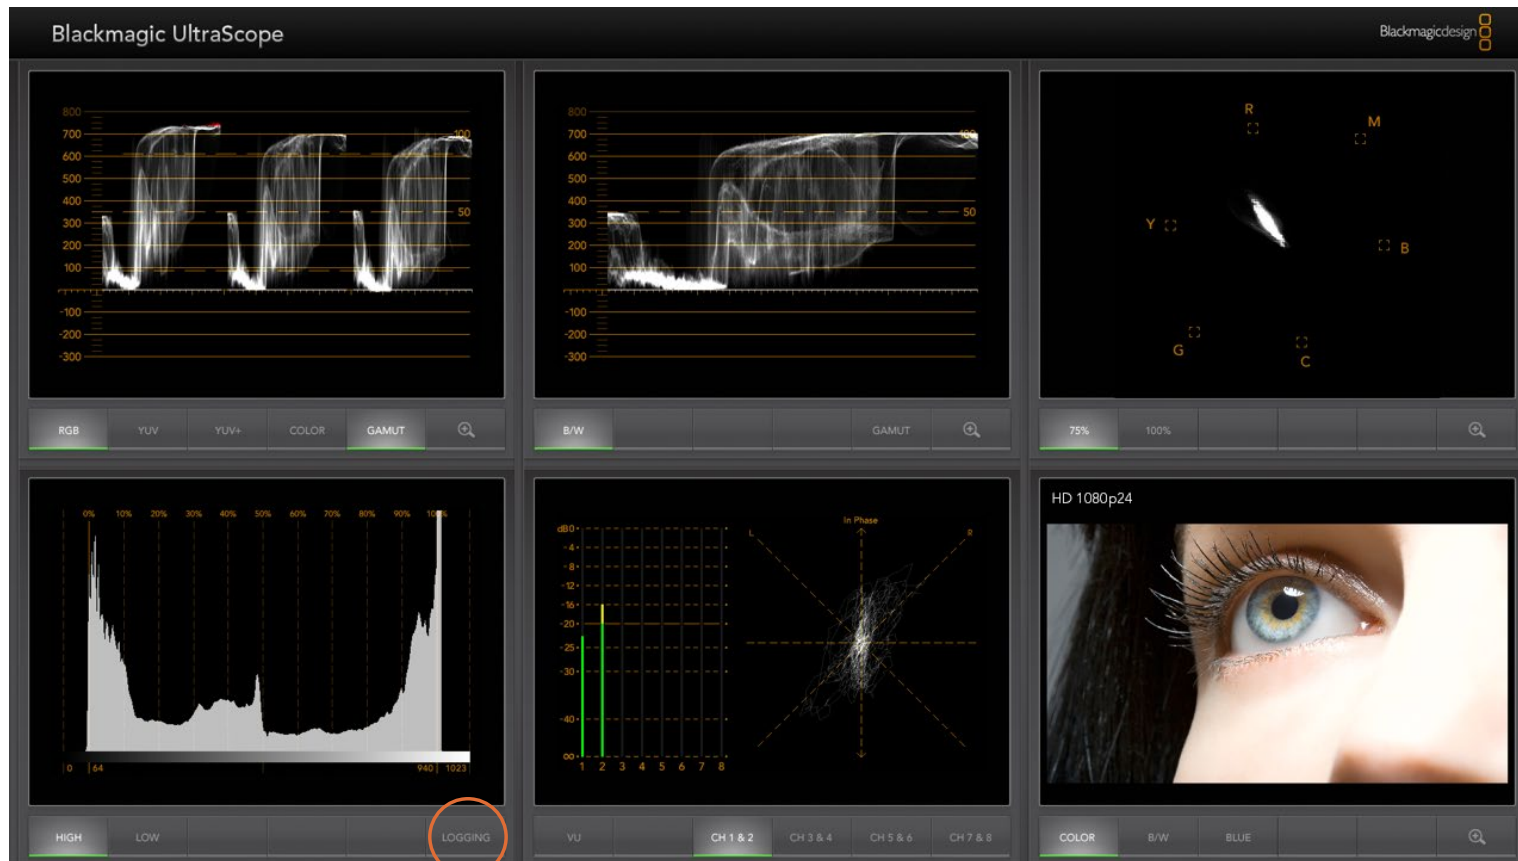 Blackmagic UltraScope
Blackmagicdesign
800
700
600
500
400
300
200
100
-100
-200
-300
100
50
RGB YUV YUV+ COLOR GAMUT
800
700
600
500
400
300
200
100
-100
-200
-300
100
50
B/W GAMUT
R
M
Y
B
G
C
75% 100%
0% 10% 20% 30% 40% 50% 60% 70% 80% 90% 100%
0 64 940 1023
HIGH LOW LOGGING
dB0
-4
-8
-12
-16
-20
-25
-30
-40
∞
1 2 3 4 5 6 7 8
In Phase
L R
VU CH 1 & 2 CH 3 & 4 CH 5 & 6 CH 7 & 8
HD 1080p24
COLOR B/W BLUE